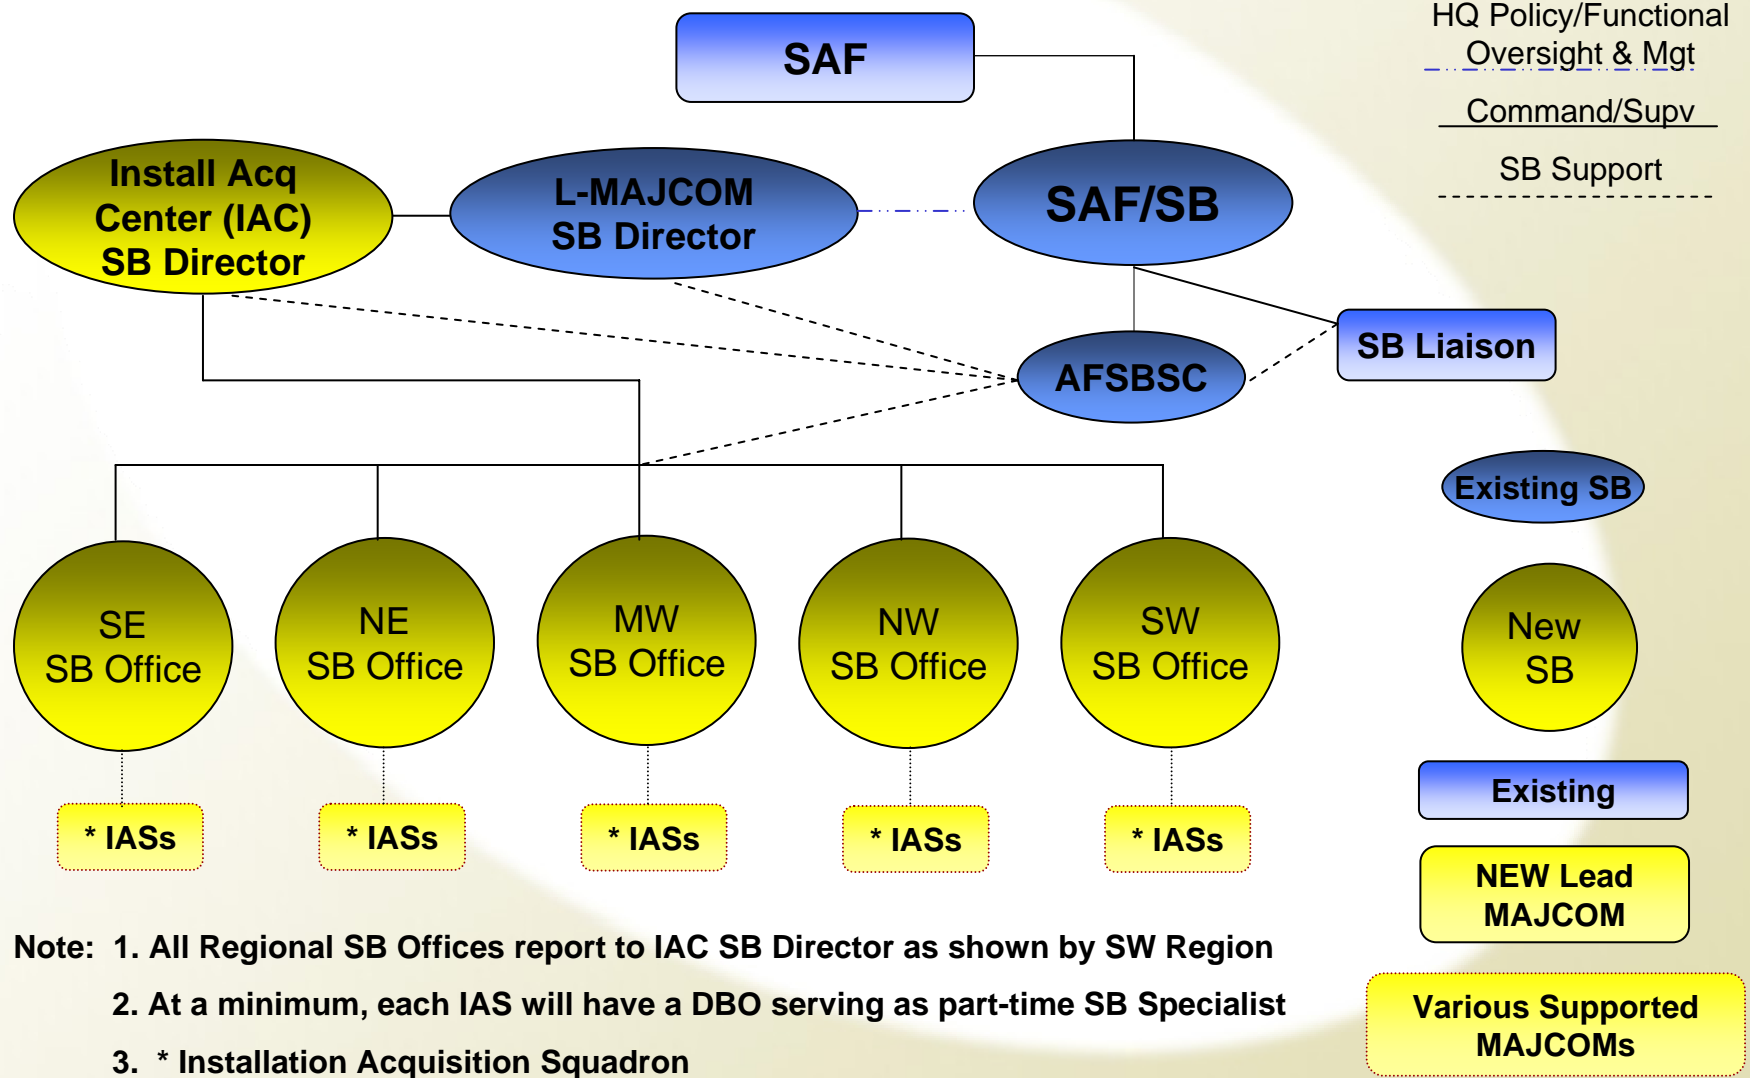 HQ Policy/Functional
Oversight & Mgt
Command/Supv
SB Support
SAF
Install Acq
Center (IAC)
SB Director
L-MAJCOM
SB Director
SAF/SB
SB Liaison
AFSBSC
Existing SB
SE
SB Office
NE
SB Office
MW
SB Office
NW
SB Office
SW
SB Office
New
SB
* IASs
* IASs
* IASs
* IASs
* IASs
Existing
NEW Lead
MAJCOM
Various Supported
MAJCOMs
Note: 1. All Regional SB Offices report to IAC SB Director as shown by SW Region
2. At a minimum, each IAS will have a DBO serving as part-time SB Specialist
3. * Installation Acquisition Squadron